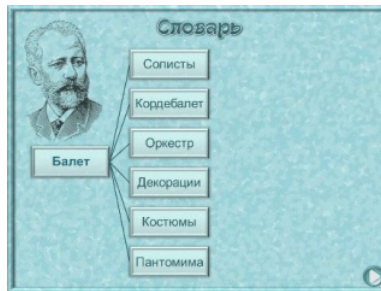 Словарь
Солисты
Кордебалет
Оркестр
Балет
Декорации
Костюмы
Пантомима